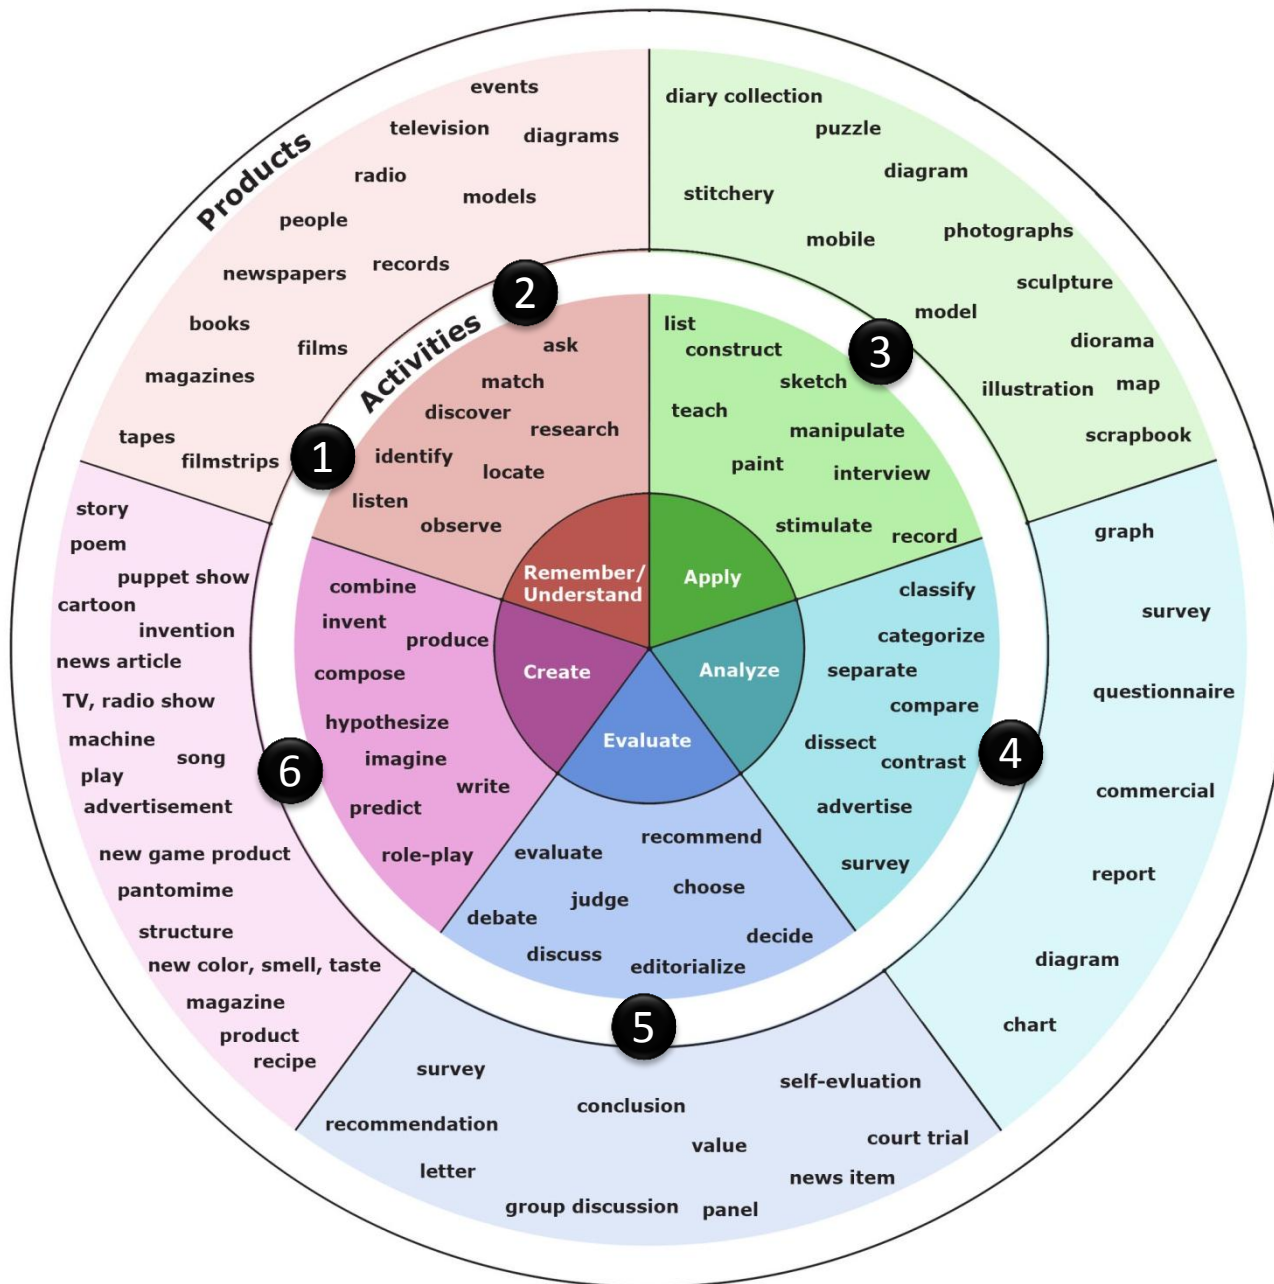 Products
events
television
diagrams
radio
models
people
records
newspapers
books
films
magazines
tapes
filmstrips
diary collection
puzzle
diagram
stitchery
photographs
mobile
sculpture
model
diorama
illustration
map
scrapbook
graph
survey
questionnaire
commercial
report
diagram
chart
survey
self-evluation
conclusion
recommendation
value
court trial
letter
news item
group discussion
panel
story
poem
puppet show
cartoon
invention
news article
TV, radio show
machine
song
play
advertisement
new game product
pantomime
structure
new color, smell, taste
magazine
product
recipe
Activities
1
2
3
4
5
6
ask
match
discover
research
identify
locate
listen
observe
list
construct
sketch
teach
manipulate
paint
interview
stimulate
record
classify
categorize
separate
compare
dissect
contrast
advertise
survey
recommend
evaluate
choose
judge
debate
decide
discuss
editorialize
combine
invent
produce
compose
hypothesize
imagine
write
predict
role-play
Remember/
Understand
Apply
Analyze
Evaluate
Create